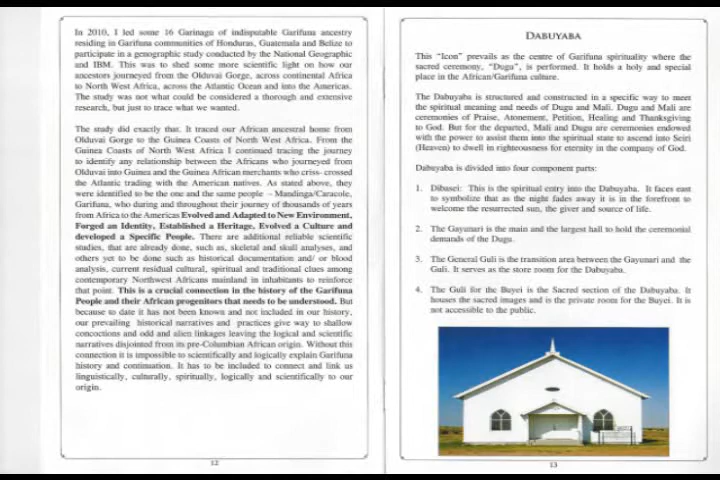 In 2010, I led some 16 Garinagu of indisputable Garifuna ancestry
residing in Garifuna communities of Honduras, Guatemala and Belize to
participate in a genographic study conducted by the National Geographic
and IBM. This was to shed some more scientific light on how our
ancestors journeyed from the Olduvai Gorge, across continental Africa
to North West Africa, across the Atlantic Ocean and into the Americas.
The study was not what could be considered a thorough and extensive
research, but just to trace what we wanted.
The study did exactly that. It traced our African ancestral home from
Olduvai Gorge to the Guinea Coasts of North West Africa. From the
Guinea Coasts of North West Africa I continued tracing the journey
to identify any relationship between the Africans who journeyed from
Olduvai into Guinea and the Guinea African merchants who criss- crossed
the Atlantic trading with the American natives. As stated above, they
were identified to be the one and the same people – Mandinga/Caracole,
Garifuna, who during and throughout their journey of thousands of years
from Africa to the Americas Evolved and Adapted to New Environment,
Forged an Identity, Established a Heritage, Evolved a Culture and
developed a Specific People. There are additional reliable scientific
studies, that are already done, such as, skeletal and skull analyses, and
others yet to be done such as historical documentation and/ or blood
analysis, current residual cultural, spiritual and traditional clues among
contemporary Northwest Africans mainland in inhabitants to reinforce
that point. This is a crucial connection in the history of the Garifuna
People and their African progenitors that needs to be understood. But
because to date it has not been known and not included in our history,
our prevailing historical narratives and practices give way to shallow
concoctions and odd and alien linkages leaving the logical and scientific
narratives disjointed from its pre-Columbian African origin. Without this
connection it is impossible to scientifically and logically explain Garifuna
history and continuation. It has to be included to connect and link us
linguistically, culturally, spiritually, logically and scientifically to our
origin.
12
DABUYABA
This "Icon" prevails as the centre of Garifuna spirituality where the
sacred ceremony, "Dugu", is performed. It holds a holy and special
place in the African/Garifuna culture.
The Dabuyaba is structured and constructed in a specific way to meet
the spiritual meaning and needs of Dugu and Mali. Dugu and Mali are
ceremonies of Praise, Atonement, Petition, Healing and Thanksgiving
to God. But for the departed, Mali and Dugu are ceremonies endowed
with the power to assist them into the spiritual state to ascend into Seiri
(Heaven) to dwell in righteousness for eternity in the company of God.
Dabuyaba is divided into four component parts:
1. Dibasei: This is the spiritual entry into the Dabuyaba. It faces east
to symbolize that as the night fades away it is in the forefront to
welcome the resurrected sun, the giver and source of life.
2. The Gayunari is the main and the largest hall to hold the ceremonial
demands of the Dugu.
3. The General Guli is the transition area between the Gayunari and the
Guli. It serves as the store room for the Dabuyaba.
4. The Guli for the Buyei is the Sacred section of the Dabuyaba. It
houses the sacred images and is the private room for the Buyei. It is
not accessible to the public.
13